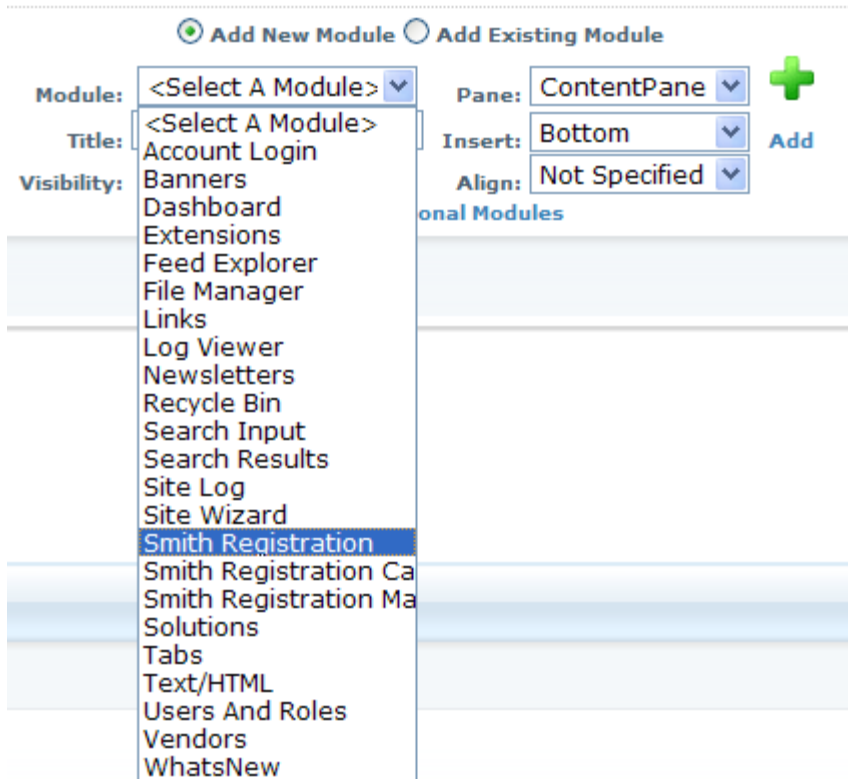 Add New Module Add Existing Module
Module: <Select A Module> Pane: ContentPane
Title: Insert: Bottom Add
Visibility: Align: Not Specified
onal Modules
<Select A Module>
Account Login
Banners
Dashboard
Extensions
Feed Explorer
File Manager
Links
Log Viewer
Newsletters
Recycle Bin
Search Input
Search Results
Site Log
Site Wizard
Smith Registration
Smith Registration Ca
Smith Registration Ma
Solutions
Tabs
Text/HTML
Users And Roles
Vendors
WhatsNew